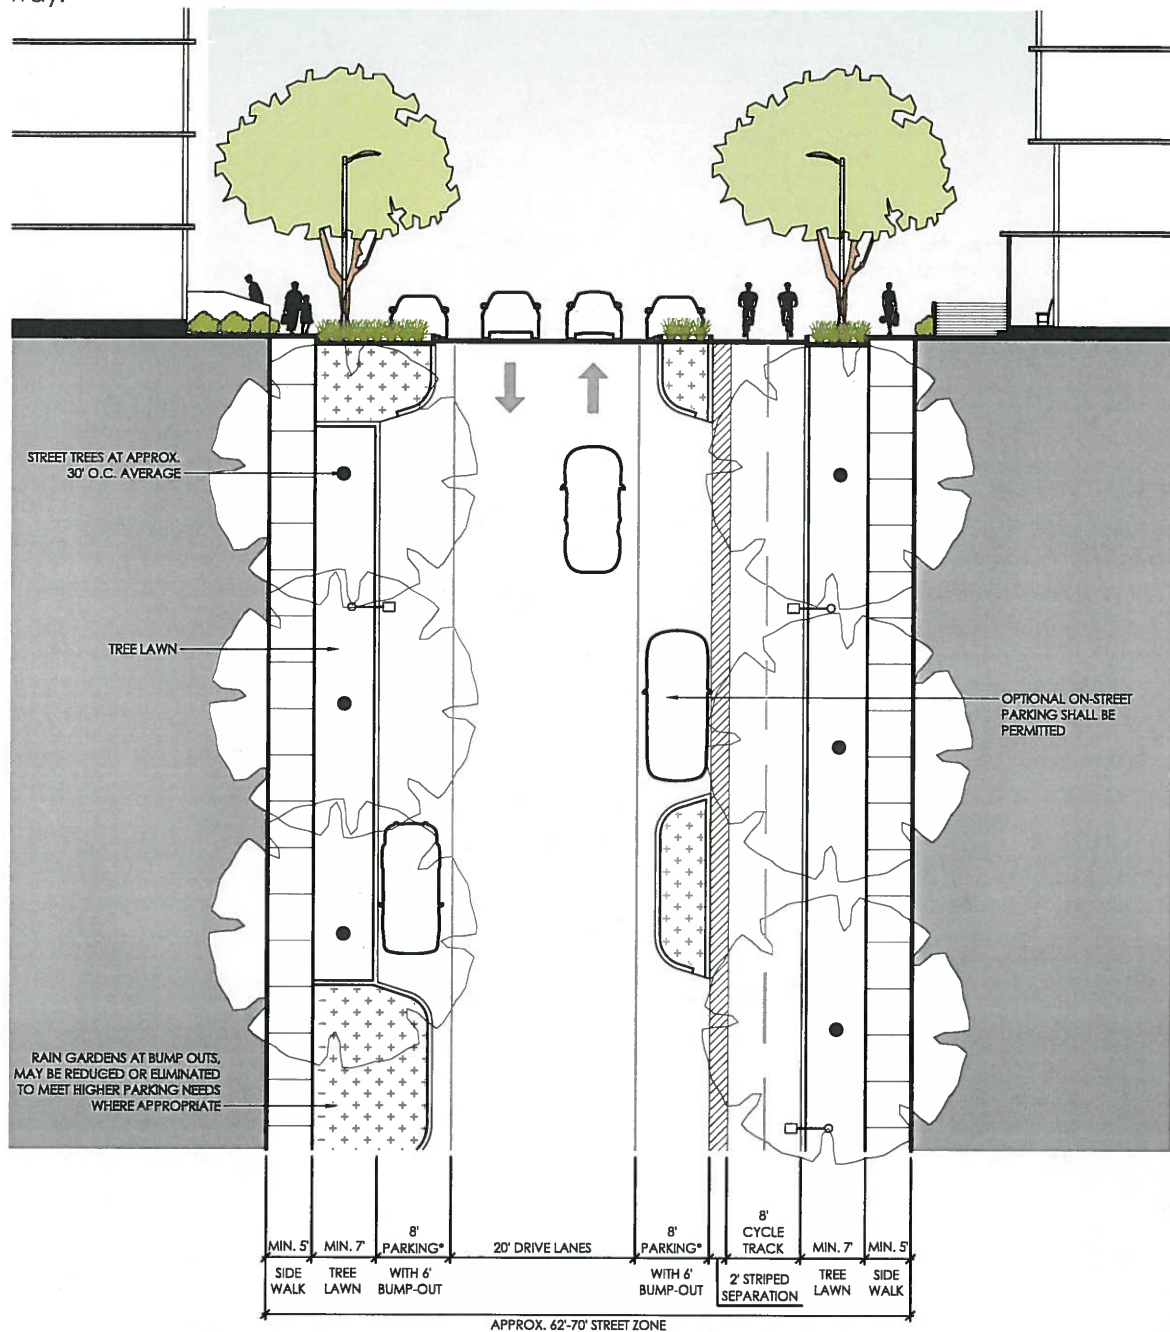 way.
STREET TREES AT APPROX.
30' O.C. AVERAGE
TREE LAWN
OPTIONAL ON-STREET
PARKING SHALL BE
PERMITTED
RAIN GARDENS AT BUMP OUTS,
MAY BE REDUCED OR ELIMINATED
TO MEET HIGHER PARKING NEEDS
WHERE APPROPRIATE
MIN. 5'
SIDE
WALK
MIN. 7'
TREE
LAWN
8'
PARKING*
WITH 6'
BUMP-OUT
20' DRIVE LANES
8'
PARKING*
WITH 6'
BUMP-OUT
2' STRIPED
SEPARATION
8'
CYCLE
TRACK
MIN. 7'
TREE
LAWN
MIN. 5'
SIDE
WALK
APPROX. 62'-70' STREET ZONE